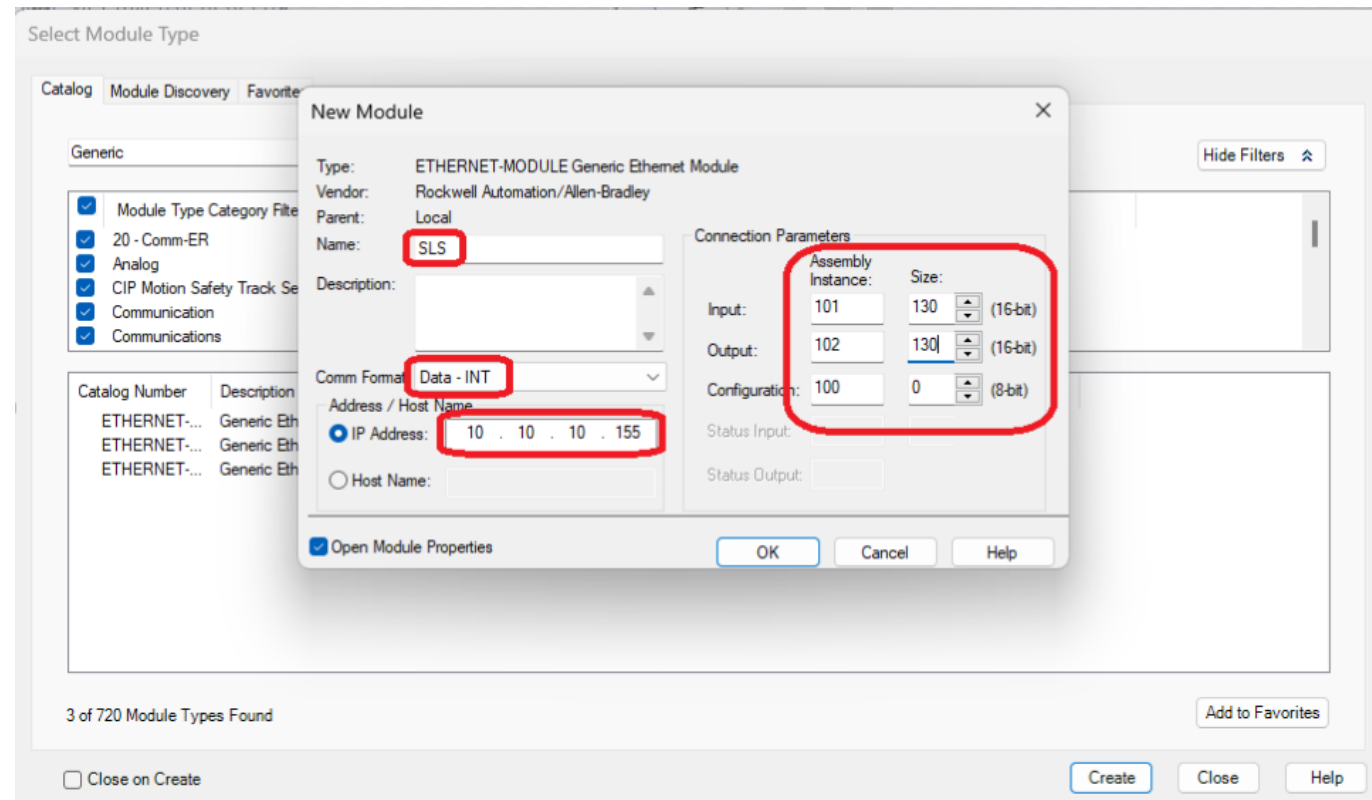 Select Module Type
Catalog Module Discovery Favorites
Generic
Hide Filters
Module Type Category Filte
20 - Comm-ER
Analog
CIP Motion Safety Track Se
Communication
Communications
Catalog Number Description
ETHERNET-... Generic Eth
ETHERNET-... Generic Eth
ETHERNET-... Generic Eth
3 of 720 Module Types Found
Add to Favorites
Close on Create
Create Close Help
New Module
Type: ETHERNET-MODULE Generic Ethernet Module
Vendor: Rockwell Automation/Allen-Bradley
Parent: Local
Name: SLS
Description:
Comm Format Data - INT
Address / Host Name
IP Address: 10 . 10 . 10 . 155
Host Name:
Connection Parameters
Assembly
Instance: Size:
Input: 101 130 (16-bit)
Output: 102 130 (16-bit)
Configuration: 100 0 (8-bit)
Status Input:
Status Output:
Open Module Properties
OK Cancel Help